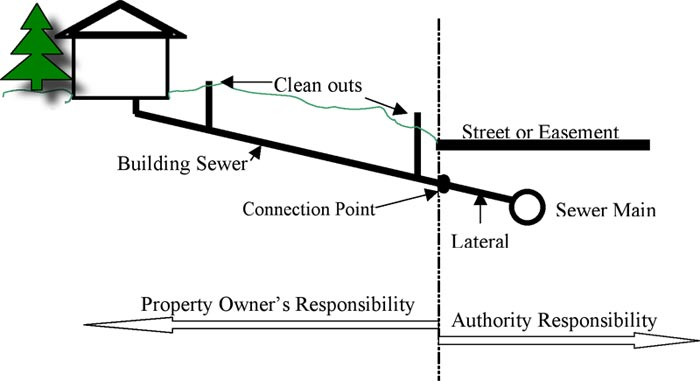 Clean outs
Street or Easement
Building Sewer
Connection Point
Sewer Main
Lateral
Property Owner's Responsibility
Authority Responsibility